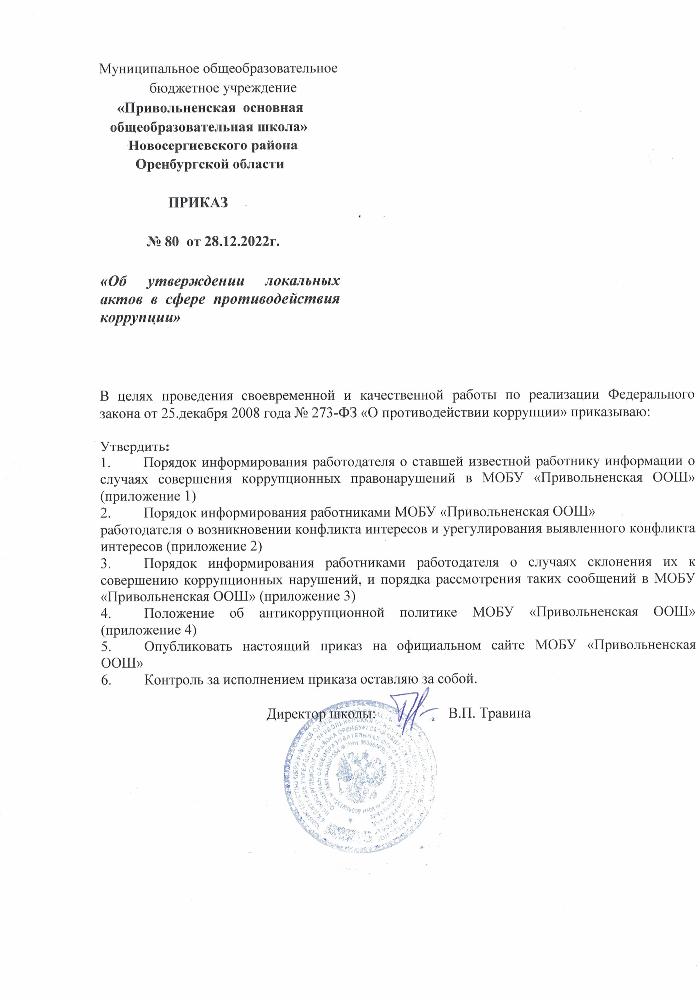 Муниципальное общеобразовательное
бюджетное учреждение
«Привольненская основная
общеобразовательная школа»
Новосергиевского района
Оренбургской области
ПРИКАЗ
№ 80 от 28.12.2022г.
«Об утверждении локальных
актов в сфере противодействия
коррупции»
В целях проведения своевременной и качественной работы по реализации Федерального
закона от 25.декабря 2008 года № 273-ФЗ «О противодействии коррупции» приказываю:
Утвердить:
1. Порядок информирования работодателя о ставшей известной работнику информации о
случаях совершения коррупционных правонарушений в МОБУ «Привольненская ООШ»
(приложение 1)
2. Порядок информирования работниками МОБУ «Привольненская ООШ»
работодателя о возникновении конфликта интересов и урегулирования выявленного конфликта
интересов (приложение 2)
3. Порядок информирования работниками работодателя о случаях склонения их к
совершению коррупционных нарушений, и порядка рассмотрения таких сообщений в МОБУ
«Привольненская ООШ» (приложение 3)
4. Положение об антикоррупционной политике МОБУ «Привольненская ООШ»
(приложение 4)
5. Опубликовать настоящий приказ на официальном сайте МОБУ «Привольненская
ООШ»
6. Контроль за исполнением приказа оставляю за собой.
Директор школы: В.П. Травина